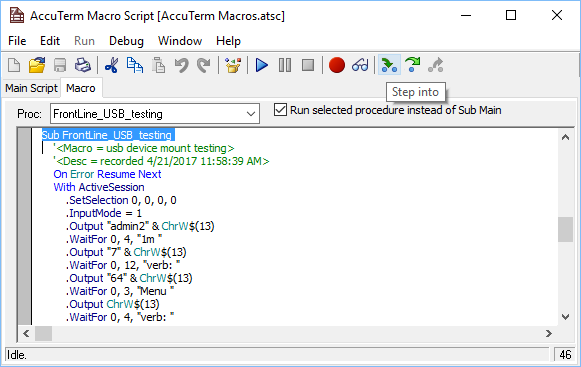 AccuTerm Macro Script [AccuTerm Macros.atsc]
File Edit Run Debug Window Help
Step into
Main Script Macro
Proc: FrontLine_USB_testing Run selected procedure instead of Sub Main
Sub FrontLine_USB_testing
'<Macro = usb device mount testing>
'<Desc = recorded 4/21/2017 11:58:39 AM>
On Error Resume Next
With ActiveSession
.SetSelection 0, 0, 0, 0
.InputMode = 1
.Output "admin2" & ChrW$(13)
.WaitFor 0, 4, "1m "
.Output "7" & ChrW$(13)
.WaitFor 0, 12, "verb: "
.Output "64" & ChrW$(13)
.WaitFor 0, 3, "Menu "
.Output ChrW$(13)
.WaitFor 0, 4, "verb: "
Idle. 46